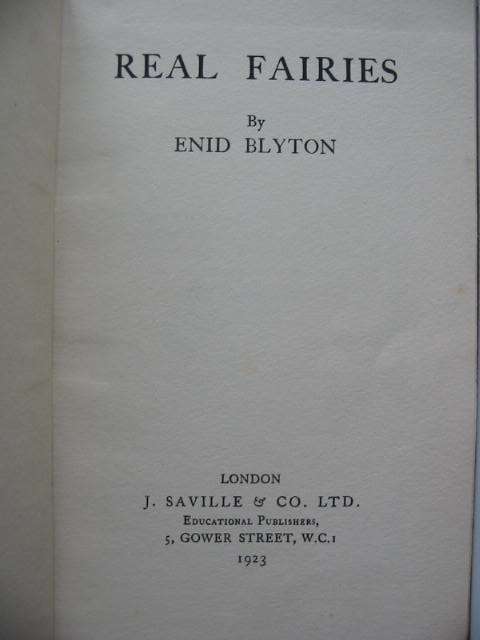 REAL FAIRIES
By
ENID BLYTON
LONDON
J. SAVILLE & CO. LTD.
EDUCATIONAL PUBLISHERS,
5, GOWER STREET, W.C.1
1923